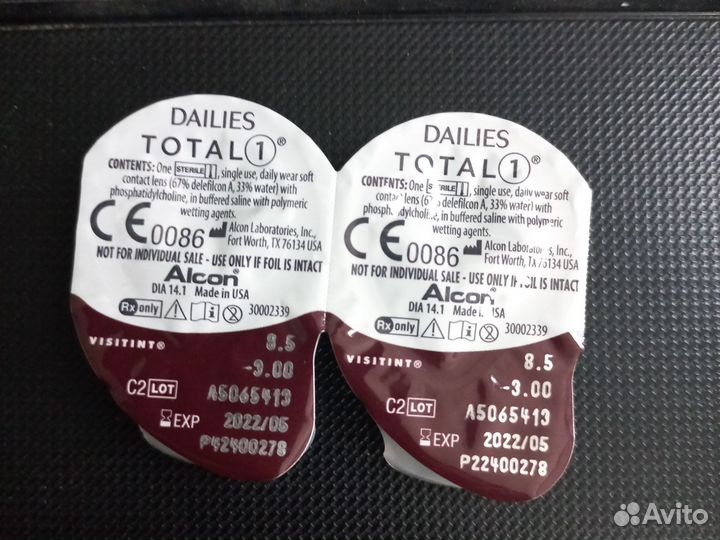 DAILIES
TOTAL1®
CONTENTS: One STERILE, single use, daily wear soft
contact lens (67% delefilcon A, 33% water) with
phosphatidylcholine, in buffered saline with polymeric
wetting agents.
CE0086 Alcon Laboratories, Inc.,
Fort Worth, TX 76134 USA
NOT FOR INDIVIDUAL SALE - USE ONLY IF FOIL IS INTACT
Alcon®
DIA 14.1 Made in USA
Rx only 30002339
VISITINT® 8.5
-3.00
C2 LOT A5065413
EXP 2022/05
P42400278
DAILIES
TOTAL1®
CONTENTS: One STERILE, single use, daily wear soft
contact lens (67% delefilcon A, 33% water) with
phosphatidylcholine, in buffered saline with polymeric
wetting agents.
CE0086 Alcon Laboratories, Inc.,
Fort Worth, TX 76134 USA
NOT FOR INDIVIDUAL SALE - USE ONLY IF FOIL IS INTACT
Alcon
DIA 14.1 Made in USA
Rx only 30002339
VISITINT® 8.5
-3.00
C2 LOT A5065413
EXP 2022/05
P22400278
Avito